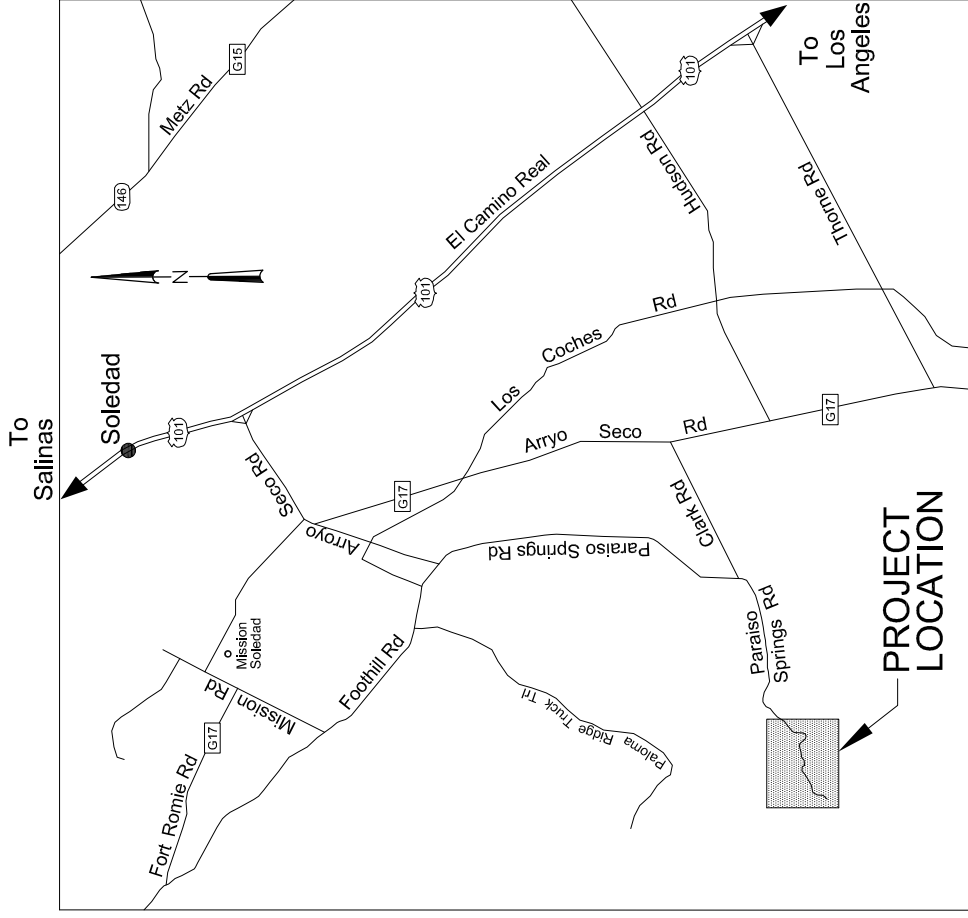 To
Salinas
Soledad
101
146
Metz Rd
G15
N
101
El Camino Real
101
To
Los
Angeles
Hudson Rd
Thorne Rd
Los
Coches
Rd
Seco Rd
Arroyo
G17
Arryo
Seco
Rd
G17
Clark Rd
Mission
Soledad
Mission
Rd
G17
Fort Romie Rd
Foothill Rd
Paraiso Springs Rd
Paloma
Ridge
Truck
Trl
Paraiso
Springs Rd
PROJECT
LOCATION